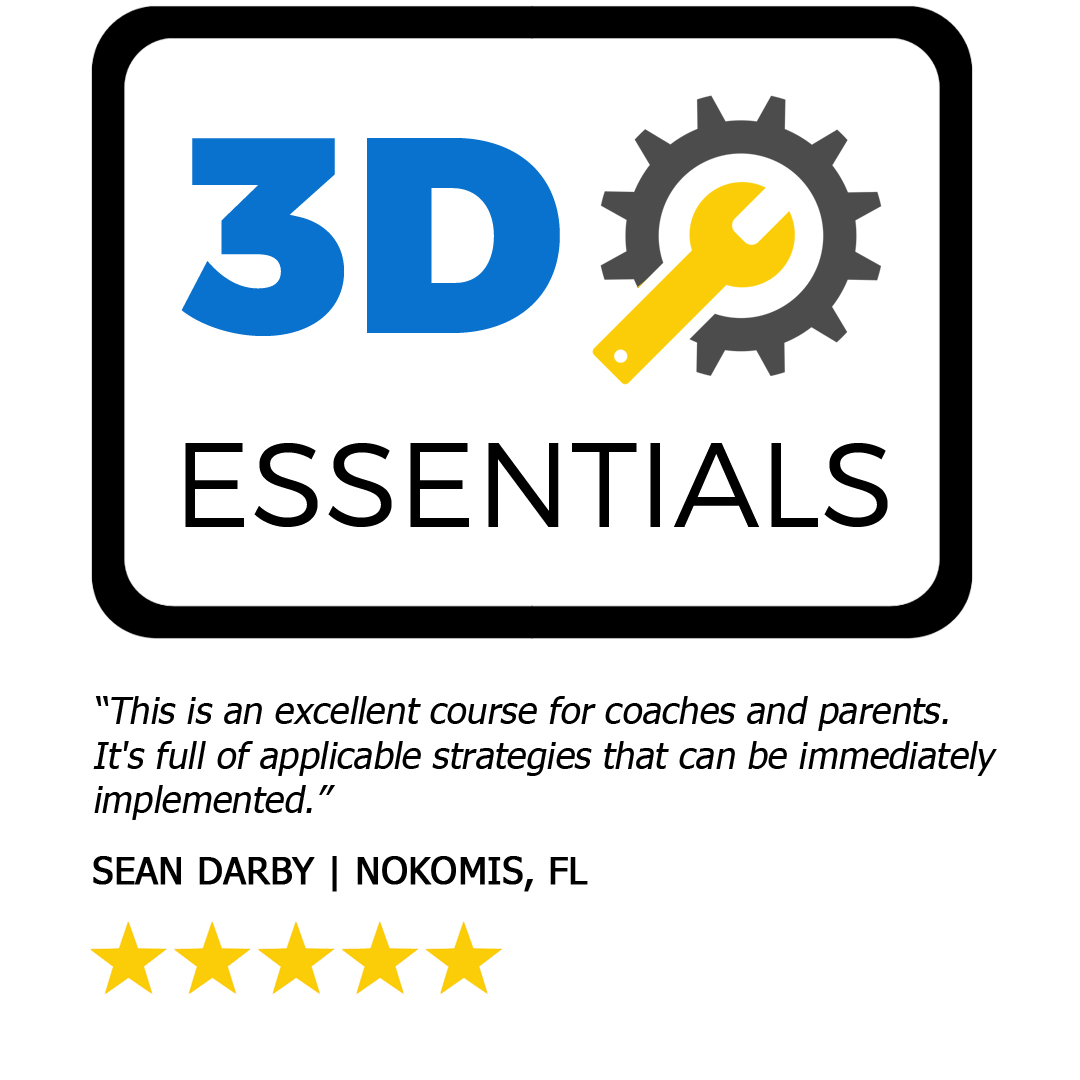 3D
ESSENTIALS
“This is an excellent course for coaches and parents.
It's full of applicable strategies that can be immediately
implemented.”
SEAN DARBY | NOKOMIS, FL